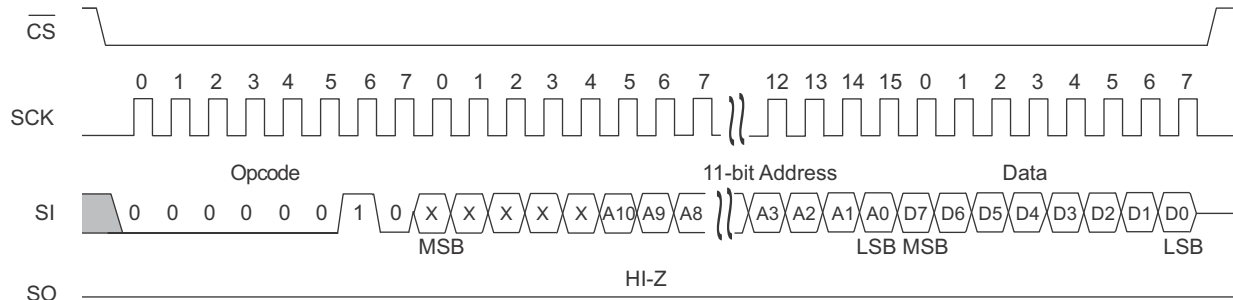 CS
0 1 2 3 4 5 6 7 0 1 2 3 4 5 6 7 12 13 14 15 0 1 2 3 4 5 6 7
SCK
Opcode 11-bit Address Data
SI 0 0 0 0 0 0 1 0 X X X X X A10 A9 A8 A3 A2 A1 A0 D7 D6 D5 D4 D3 D2 D1 D0
MSB LSB MSB LSB
HI-Z
SO